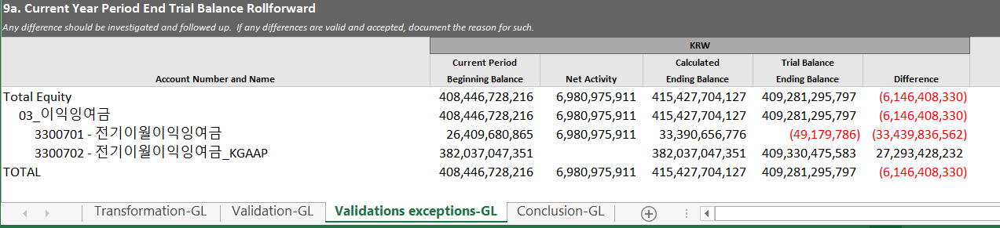 9a. Current Year Period End Trial Balance Rollforward
Any difference should be investigated and followed up. If any differences are valid and accepted, document the reason for such.
KRW
Current Period Calculated Trial Balance
Account Number and Name Beginning Balance Net Activity Ending Balance Ending Balance Difference
Total Equity 408,446,728,216 6,980,975,911 415,427,704,127 409,281,295,797 (6,146,408,330)
03_이익잉여금 408,446,728,216 6,980,975,911 415,427,704,127 409,281,295,797 (6,146,408,330)
3300701 - 전기이월이익잉여금 26,409,680,865 6,980,975,911 33,390,656,776 (49,179,786) (33,439,836,562)
3300702 - 전기이월이익잉여금_KGAAP 382,037,047,351 382,037,047,351 409,330,475,583 27,293,428,232
TOTAL 408,446,728,216 6,980,975,911 415,427,704,127 409,281,295,797 (6,146,408,330)
Transformation-GL Validation-GL Validations exceptions-GL Conclusion-GL